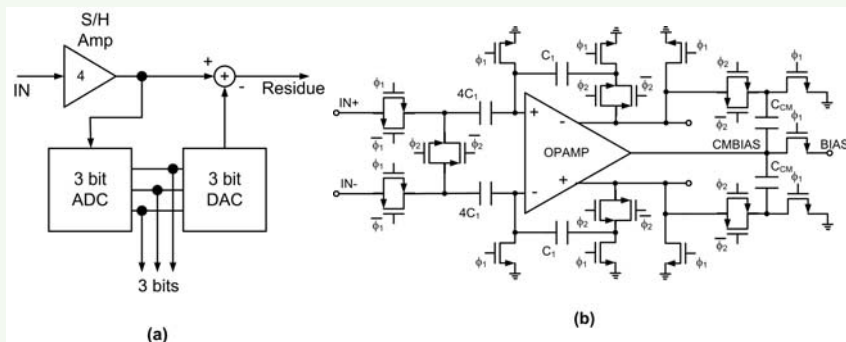 S/H
Amp
4
IN
+
-
Residue
3 bit
ADC
3 bit
DAC
3 bits
(a)
ϕ1
ϕ1
C1
ϕ1
ϕ2
ϕ2̅
ϕ1
IN+
ϕ1
ϕ1̅
4C1
ϕ2
ϕ2̅
+
-
OPAMP
ϕ2
ϕ2̅
CCM
ϕ1
ϕ1
CMBIAS
BIAS
IN-
ϕ1
ϕ1̅
4C1
-
+
CCM
ϕ1
C1
ϕ1
ϕ2
ϕ2̅
ϕ1
ϕ1
ϕ2
ϕ2̅
ϕ1
(b)